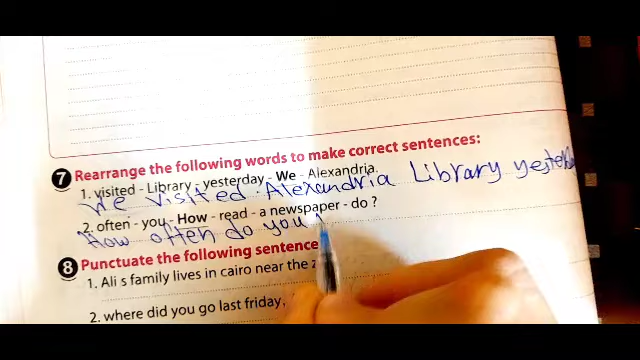 7 Rearrange the following words to make correct sentences:
1. visited - Library - yesterday - We - Alexandria.
We visited Alexandria Library
2. often - you - How - read - a newspaper - do ?
How often do you
8 Punctuate the following sentence
1. Ali s family lives in cairo near the
2. where did you go last friday.